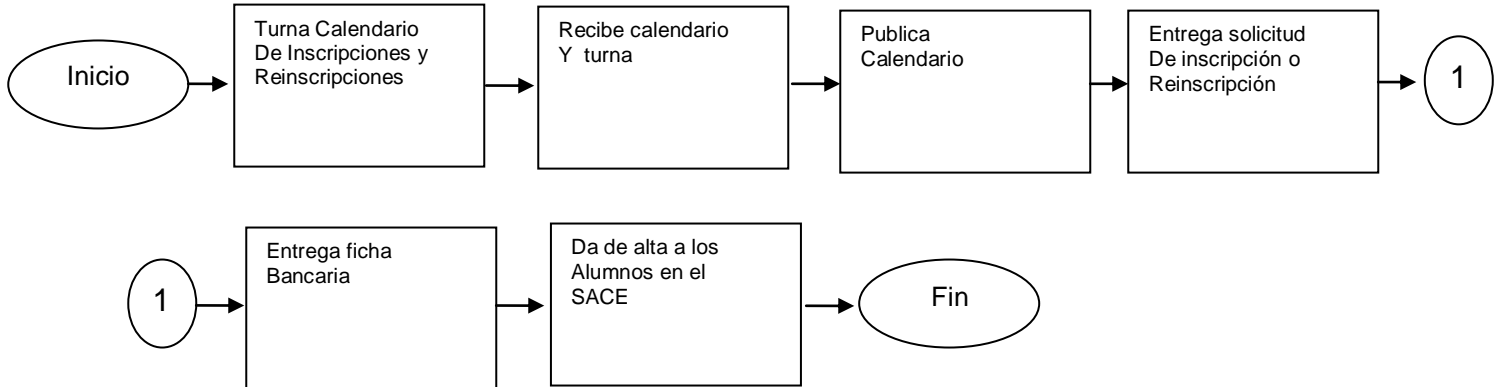 Inicio
Turna Calendario
De Inscripciones y
Reinscripciones
Recibe calendario
Y turna
Publica
Calendario
Entrega solicitud
De inscripción o
Reinscripción
1
1
Entrega ficha
Bancaria
Da de alta a los
Alumnos en el
SACE
Fin